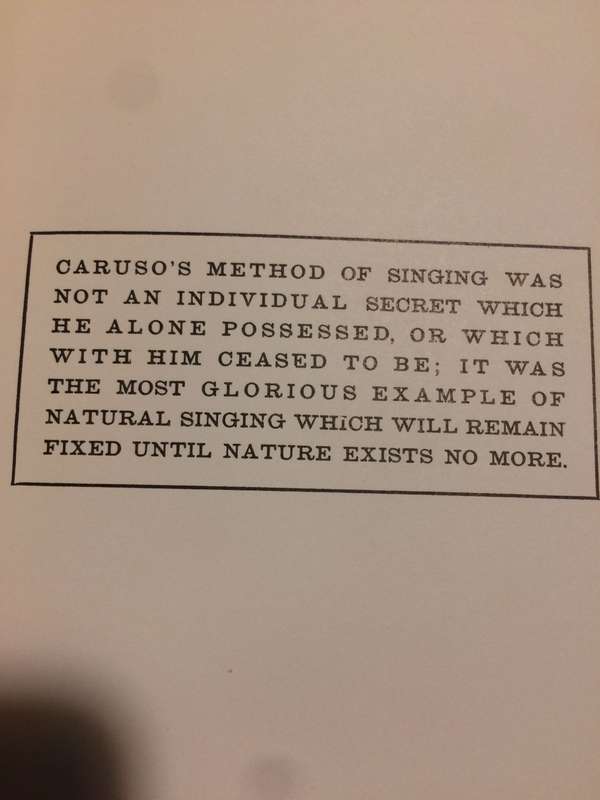 CARUSO'S METHOD OF SINGING WAS
NOT AN INDIVIDUAL SECRET WHICH
HE ALONE POSSESSED, OR WHICH
WITH HIM CEASED TO BE; IT WAS
THE MOST GLORIOUS EXAMPLE OF
NATURAL SINGING WHiCH WILL REMAIN
FIXED UNTIL NATURE EXISTS NO MORE.